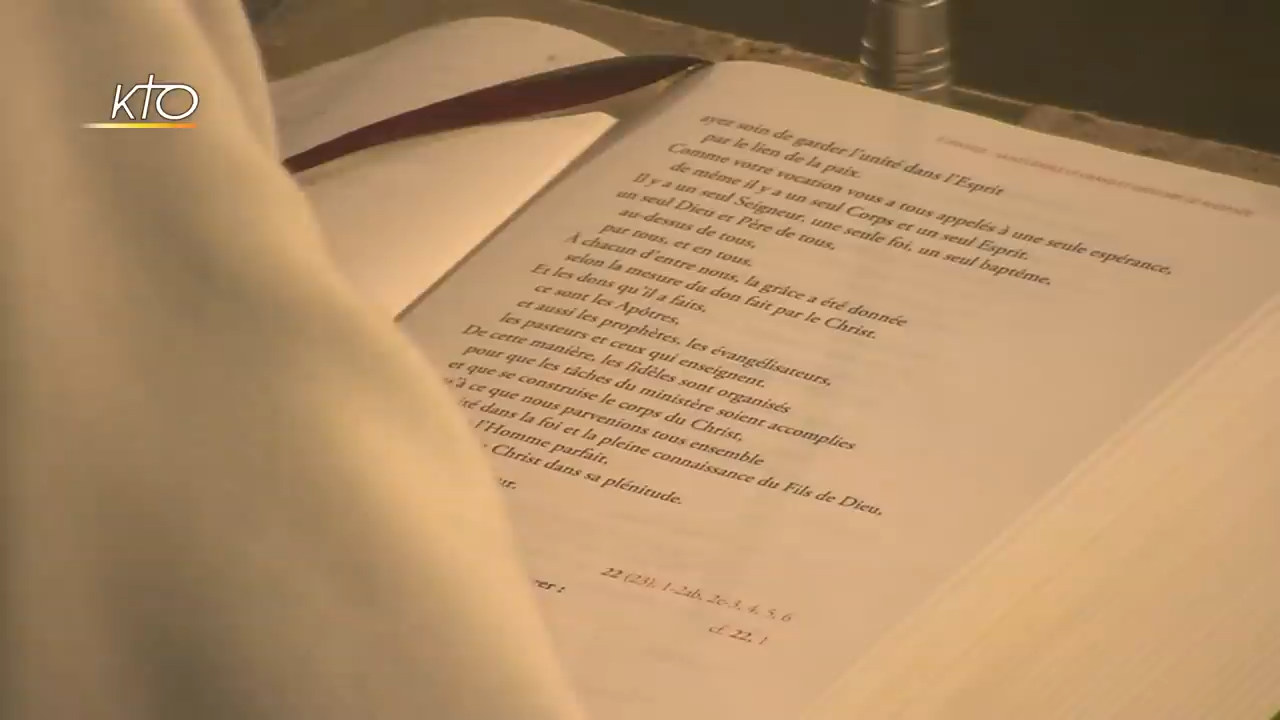 KTO
ayez soin de garder l'unité dans l'Esprit
par le lien de la paix.
Comme votre vocation vous a tous appelés à une seule espérance,
de même il y a un seul Corps et un seul Esprit.
Il y a un seul Seigneur, une seule foi, un seul baptême,
un seul Dieu et Père de tous,
au-dessus de tous,
par tous, et en tous.
À chacun d'entre nous, la grâce a été donnée
selon la mesure du don fait par le Christ.
Et les dons qu'il a faits,
ce sont les Apôtres,
et aussi les prophètes, les évangélisateurs,
les pasteurs et ceux qui enseignent.
De cette manière, les fidèles sont organisés
pour que les tâches du ministère soient accomplies
et que se construise le corps du Christ,
'à ce que nous parvenions tous ensemble
ité dans la foi et la pleine connaissance du Fils de Dieu,
l'Homme parfait,
Christ dans sa plénitude.
ur.
22 (23), 1-2ab, 2c-3, 4, 5, 6
rer :
cf. 22, 1